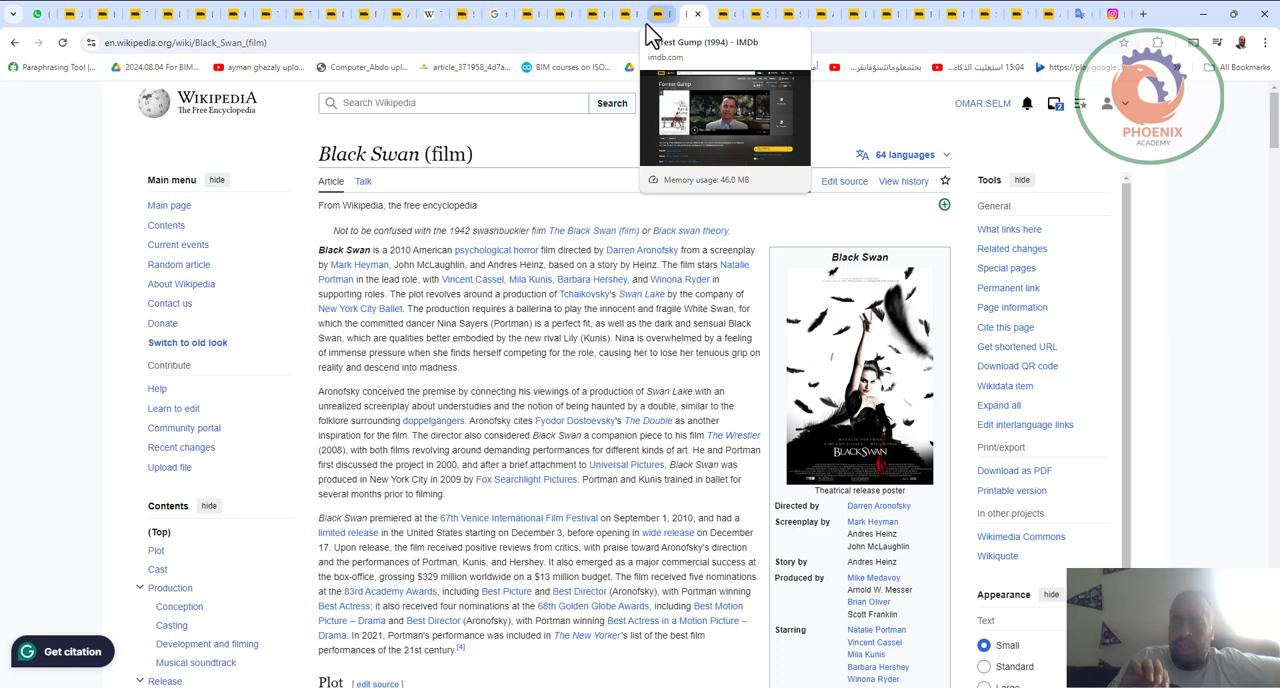 en.wikipedia.org/wiki/Black_Swan_(film)
Paraphrasing Tool |...
2024.08.04 For BIM...
ayman ghazaly uplo...
BIM courses on ISO...
15:04
https://play.google...
All Bookmarks
rest Gump (1994) - IMDb
imdb.com
Forrest Gump
Memory usage: 46.0 MB
WIKIPEDIA
The Free Encyclopedia
Search Wikipedia
Search
OMAR.SELM
2
PHOENIX
ACADEMY
Black Swan (film)
64 languages
Main menu
hide
Article
Talk
Edit source
View history
Tools
hide
Main page
Contents
Current events
Random article
About Wikipedia
Contact us
Donate
Switch to old look
Contribute
Help
Learn to edit
Community portal
Recent changes
Upload file
Contents
hide
(Top)
Plot
Cast
Production
Conception
Casting
Development and filming
Musical soundtrack
Release
Get citation
From Wikipedia, the free encyclopedia
Not to be confused with the 1942 swashbuckler film The Black Swan (film) or Black swan theory.
Black Swan is a 2010 American psychological horror film directed by Darren Aronofsky from a screenplay
by Mark Heyman, John McLaughlin, and Andres Heinz, based on a story by Heinz. The film stars Natalie
Portman in the lead role, with Vincent Cassel, Mila Kunis, Barbara Hershey, and Winona Ryder in
supporting roles. The plot revolves around a production of Tchaikovsky's Swan Lake by the company of
New York City Ballet. The production requires a ballerina to play the innocent and fragile White Swan, for
which the committed dancer Nina Sayers (Portman) is a perfect fit, as well as the dark and sensual Black
Swan, which are qualities better embodied by the new rival Lily (Kunis). Nina is overwhelmed by a feeling
of immense pressure when she finds herself competing for the role, causing her to lose her tenuous grip on
reality and descend into madness.
Aronofsky conceived the premise by connecting his viewings of a production of Swan Lake with an
unrealized screenplay about understudies and the notion of being haunted by a double, similar to the
folklore surrounding doppelgängers. Aronofsky cites Fyodor Dostoevsky's The Double as another
inspiration for the film. The director also considered Black Swan a companion piece to his film The Wrestler
(2008), with both films involving demanding performances for different kinds of art. He and Portman
first discussed the project in 2000, and after a brief attachment to Universal Pictures, Black Swan was
produced in New York City by Fox Searchlight Pictures. Portman and Kunis trained in ballet for
several months prior to filming.
Black Swan premiered at the 67th Venice International Film Festival on September 1, 2010, and had a
limited release in the United States starting on December 3, before opening in wide release on December
17. Upon release, the film received positive reviews from critics, with praise toward Aronofsky's direction
and the performances of Portman, Kunis, and Hershey. It also emerged as a major commercial success at
the box-office, grossing $329 million worldwide on a $13 million budget. The film received five nominations
at the 83rd Academy Awards, including Best Picture and Best Director (Aronofsky), with Portman winning
Best Actress; it also received four nominations at the 68th Golden Globe Awards, including Best Motion
Picture – Drama and Best Director (Aronofsky), with Portman winning Best Actress in a Motion Picture –
Drama. In 2021, Portman's performance was included in The New Yorker's list of the best film
performances of the 21st century.[4]
Plot [ edit source ]
Black Swan
NATALIE PORTMAN
BLACK SWAN
Theatrical release poster
Directed by Darren Aronofsky
Screenplay by Mark Heyman
Andres Heinz
John McLaughlin
Story by Andres Heinz
Produced by Mike Medavoy
Arnold W. Messer
Brian Oliver
Scott Franklin
Starring Natalie Portman
Vincent Cassel
Mila Kunis
Barbara Hershey
Winona Ryder
General
What links here
Related changes
Special pages
Permanent link
Page information
Cite this page
Get shortened URL
Download QR code
Wikidata item
Expand all
Edit interlanguage links
Print/export
Download as PDF
Printable version
In other projects
Wikimedia Commons
Wikiquote
Appearance
hide
Text
Small
Standard